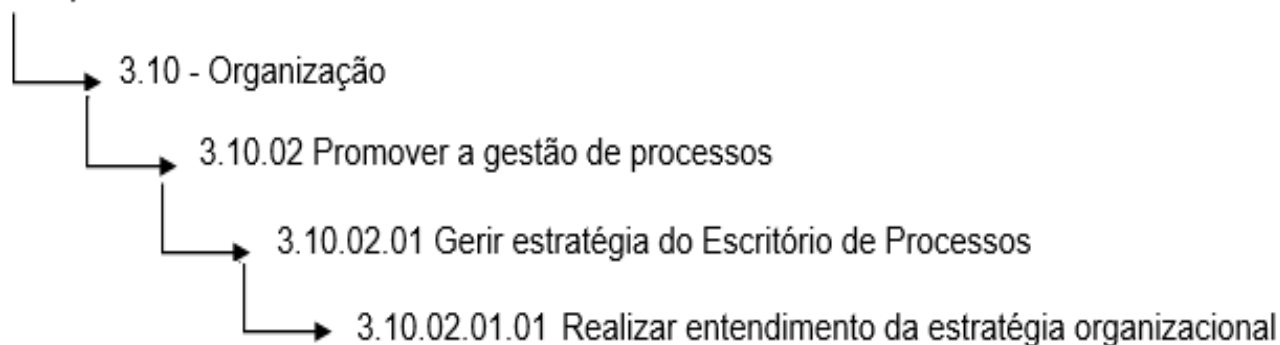 3.10 - Organização
3.10.02 Promover a gestão de processos
3.10.02.01 Gerir estratégia do Escritório de Processos
3.10.02.01.01 Realizar entendimento da estratégia organizacional